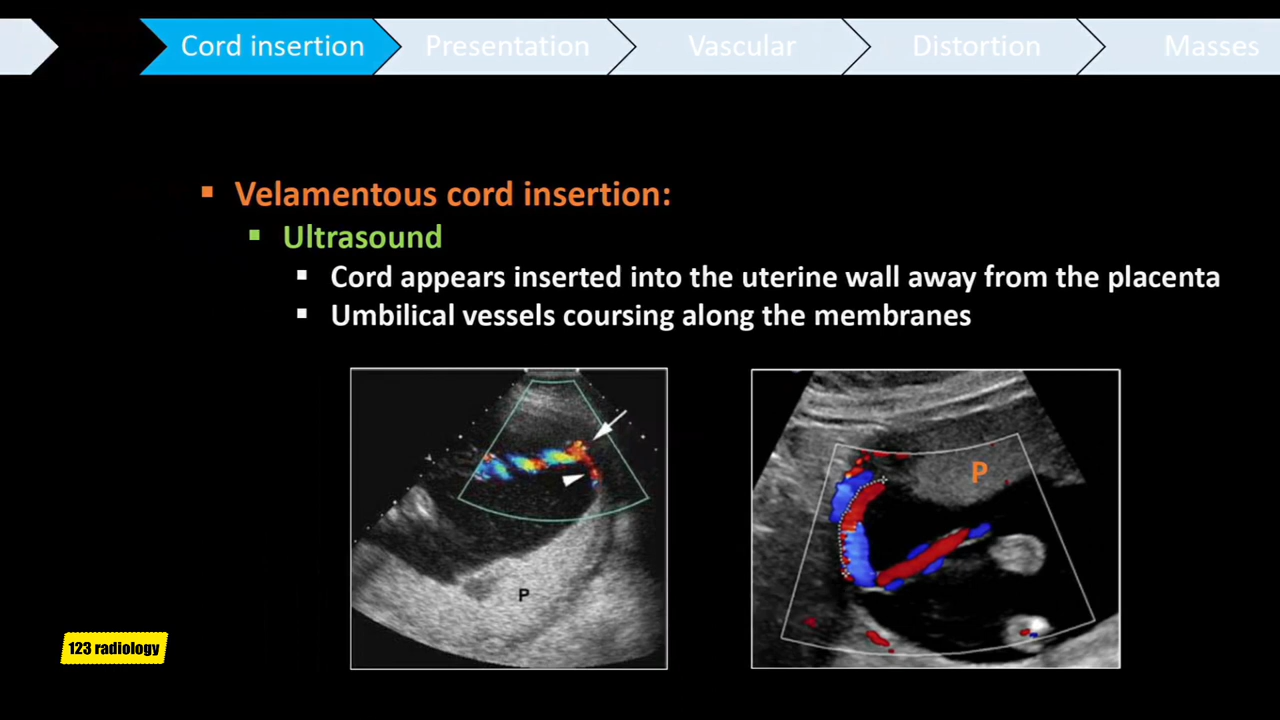 Cord insertion
Presentation
Vascular
Distortion
Masses
Velamentous cord insertion:
Ultrasound
Cord appears inserted into the uterine wall away from the placenta
Umbilical vessels coursing along the membranes
P
P
123 radiology